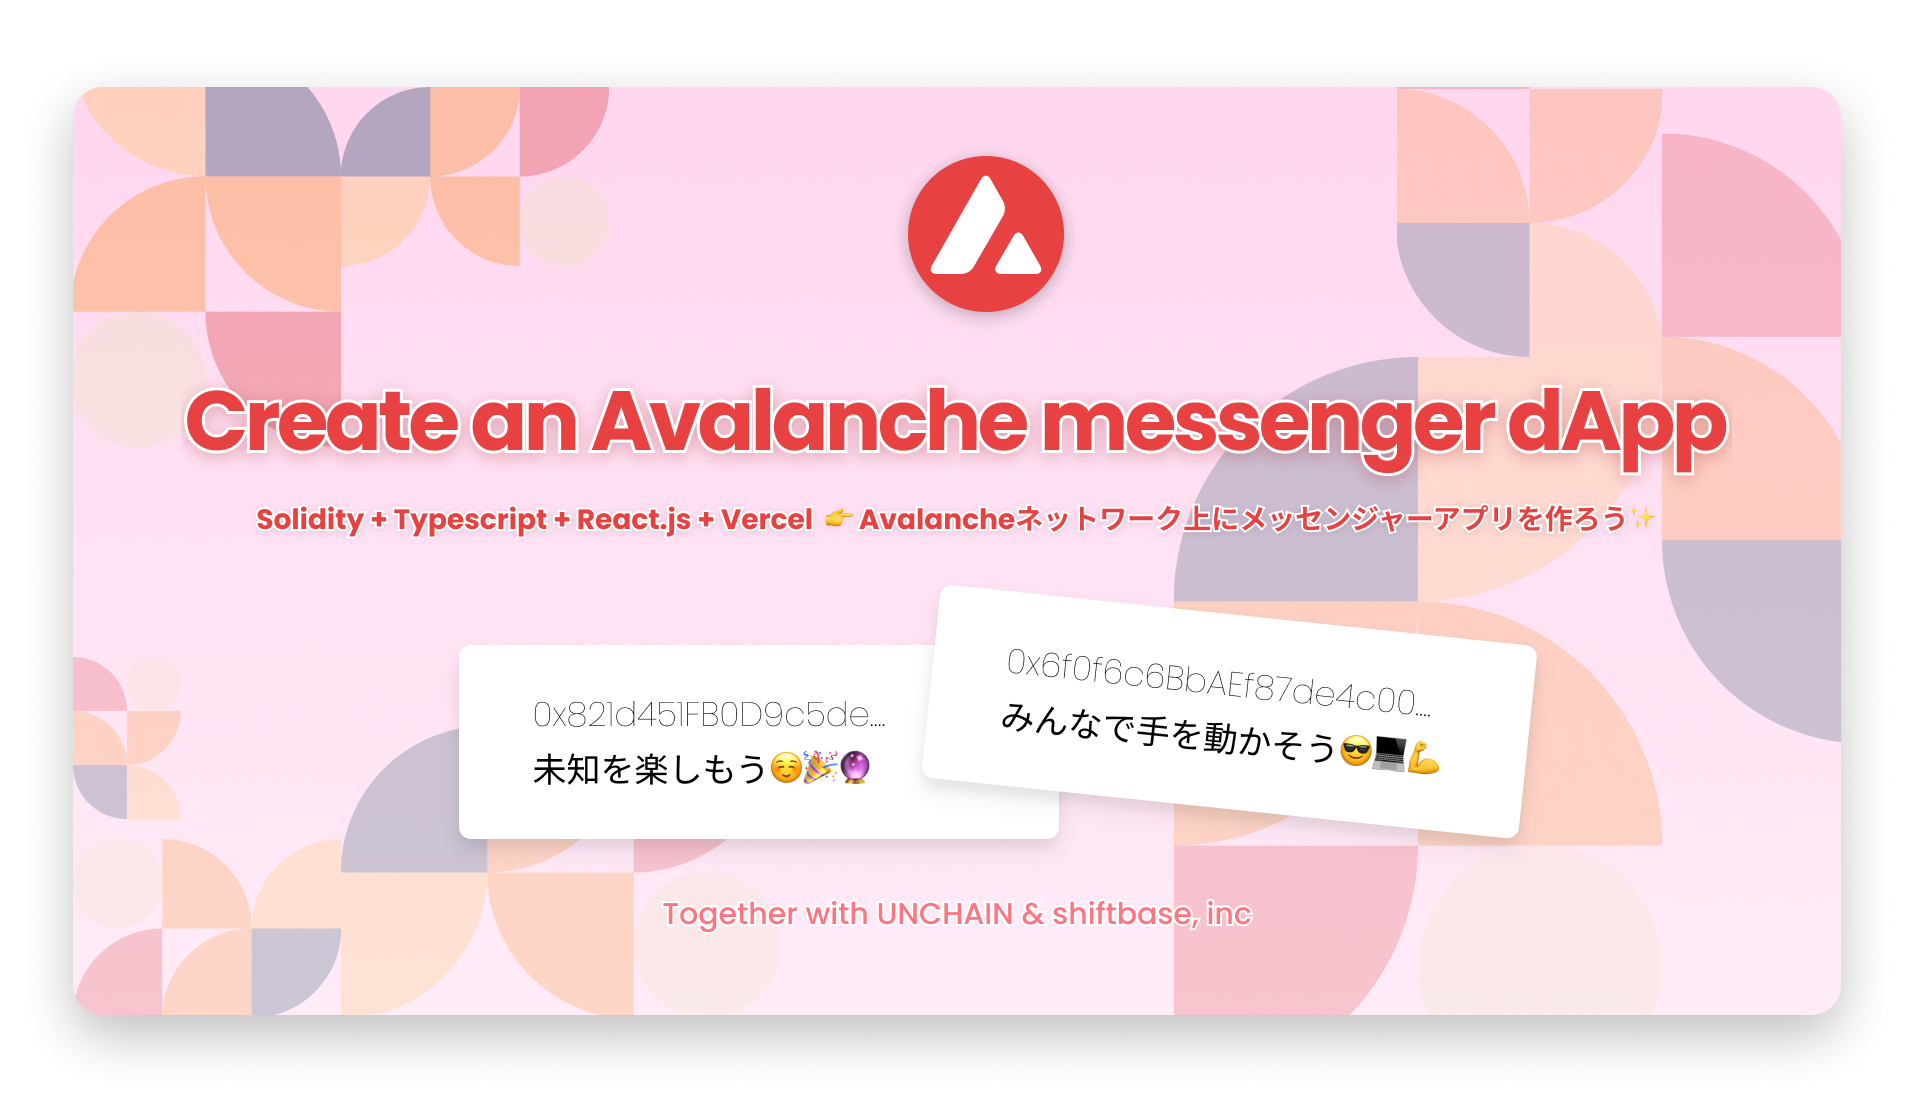 Create an Avalanche messenger dApp
Solidity + Typescript + React.js + Vercel 👉 Avalancheネットワーク上にメッセンジャーアプリを作ろう✨
0x821d451FB0D9c5de....
未知を楽しもう☺️🎉🔮
0x6f0f6c6BbAEf87de4c00....
みんなで手を動かそう😎💻💪
Together with UNCHAIN & shiftbase, inc